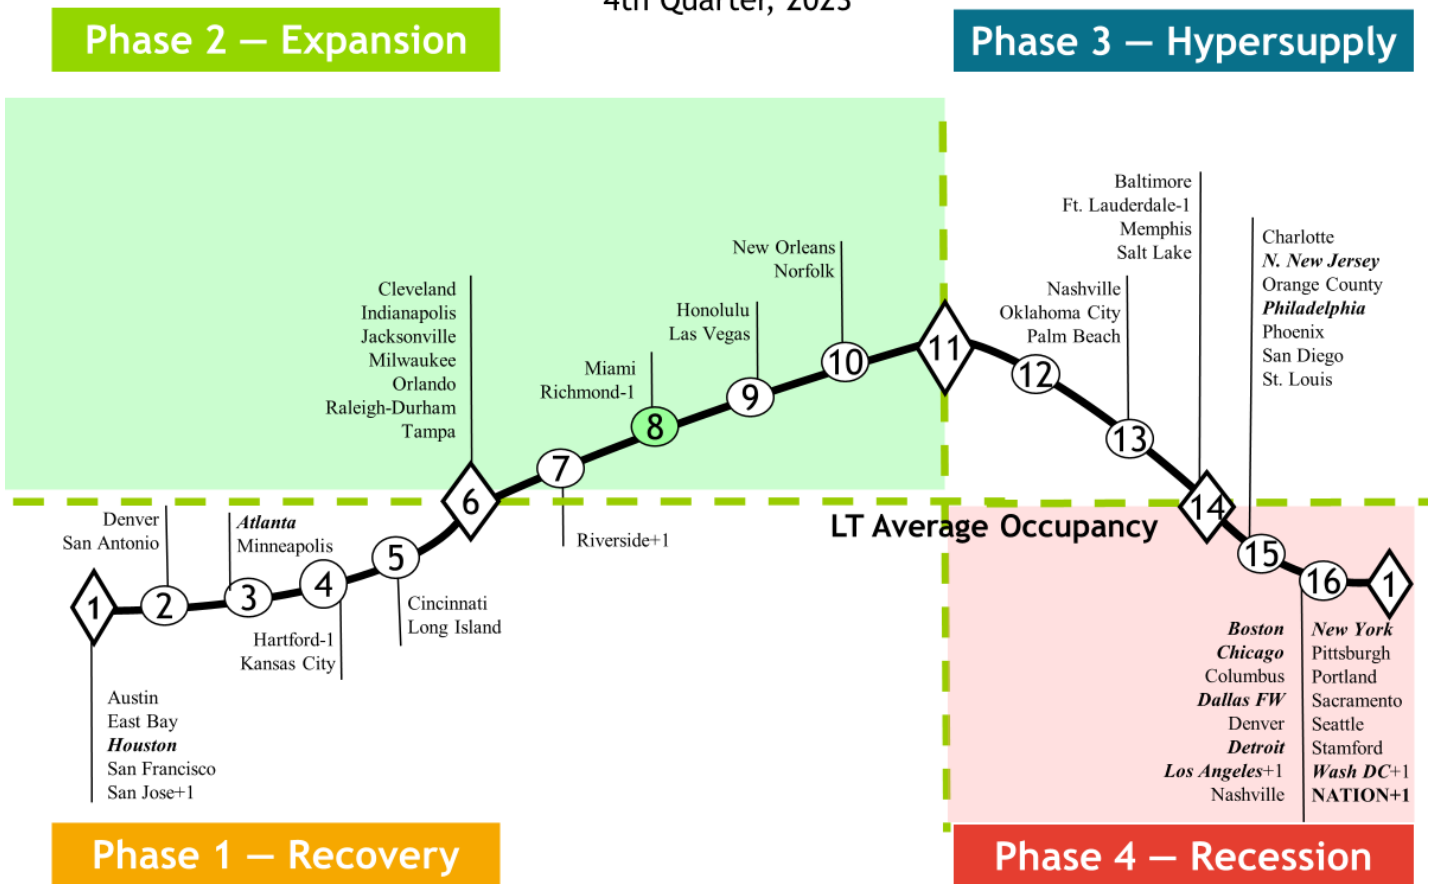 4th Quarter, 2023
Phase 2 — Expansion
Phase 3 — Hypersupply
Baltimore
Ft. Lauderdale-1
Memphis
Salt Lake
Charlotte
N. New Jersey
Orange County
Philadelphia
Phoenix
San Diego
St. Louis
New Orleans
Norfolk
Cleveland
Indianapolis
Jacksonville
Milwaukee
Orlando
Raleigh-Durham
Tampa
Honolulu
Las Vegas
Nashville
Oklahoma City
Palm Beach
Miami
Richmond-1
11
10
12
9
8
13
7
6
14
LT Average Occupancy
Denver
San Antonio
Atlanta
Minneapolis
Riverside+1
1
2
3
4
5
15
16
1
Cincinnati
Long Island
Hartford-1
Kansas City
Austin
East Bay
Houston
San Francisco
San Jose+1
Boston
Chicago
Columbus
Dallas FW
Denver
Detroit
Los Angeles+1
Nashville
New York
Pittsburgh
Portland
Sacramento
Seattle
Stamford
Wash DC+1
NATION+1
Phase 1 — Recovery
Phase 4 — Recession